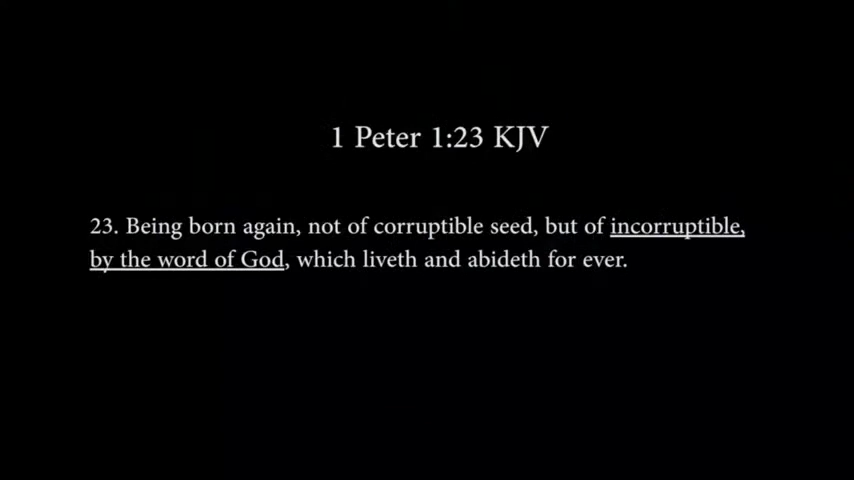 1 Peter 1:23 KJV
23. Being born again, not of corruptible seed, but of incorruptible,
by the word of God, which liveth and abideth for ever.